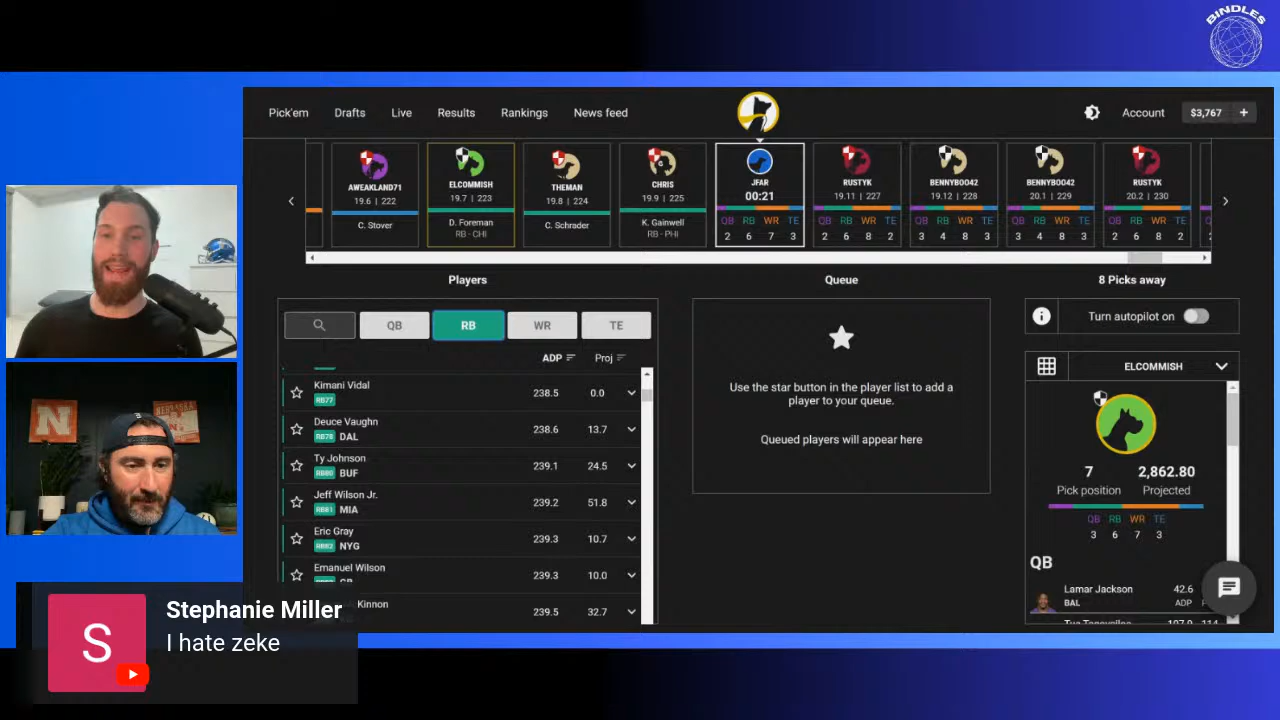 BINDLES
Pick'em Drafts Live Results Rankings News feed Account $3,767 +
AWEAKLAND71 ELCOMMISH THEMAN CHRIS JFAR RUSTYK BENNYBOO42 BENNYBOO42 RUSTYK
19.6 | 222 19.7 | 223 19.8 | 224 19.9 | 225 00:21 19.11 | 227 19.12 | 228 20.1 | 229 20.2 | 230
C. Stover D. Foreman C. Schrader K. Gainwell QB RB WR TE QB RB WR TE QB RB WR TE QB RB WR TE QB RB WR TE
RB - CHI RB - PHI 2 6 7 3 2 6 8 2 3 4 8 3 3 4 8 3 2 6 8 2
Players Queue 8 Picks away
QB RB WR TE
Turn autopilot on
ADP Proj
Kimani Vidal 238.5 0.0
RB77
Deuce Vaughn 238.6 13.7
RB78 DAL
Ty Johnson 239.1 24.5
RB80 BUF
Jeff Wilson Jr. 239.2 51.8
RB81 MIA
Eric Gray 239.3 10.7
RB82 NYG
Emanuel Wilson 239.3 10.0
GB
Kinnon 239.5 32.7
Use the star button in the player list to add a
player to your queue.
Queued players will appear here
ELCOMMISH
7 2,862.80
Pick position Projected
QB RB WR TE
3 6 7 3
QB
Lamar Jackson 42.6
BAL ADP
N
NEBRASKA
S
Stephanie Miller
I hate zeke